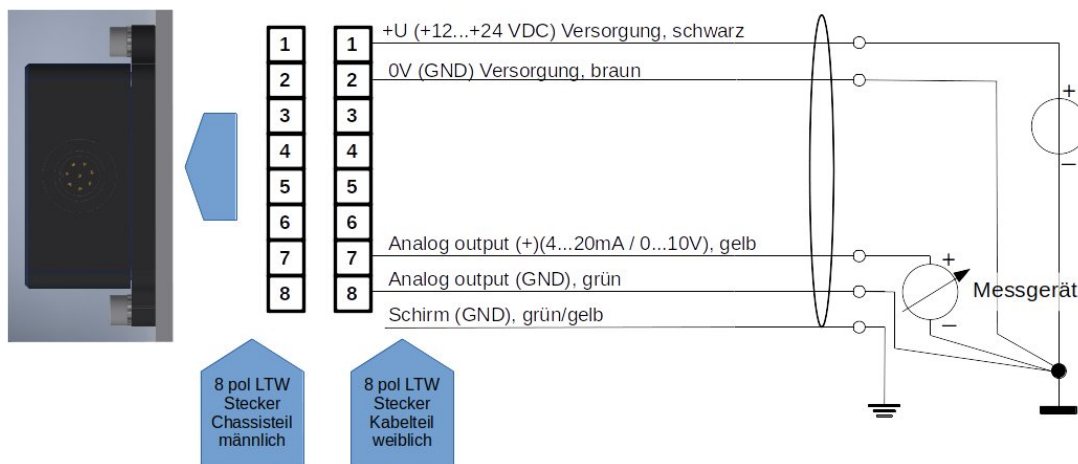 +U (+12...+24 VDC) Versorgung, schwarz
0V (GND) Versorgung, braun
1
2
3
4
5
6
7
8
1
2
3
4
5
6
7
8
Analog output (+)(4...20mA / 0...10V), gelb
Analog output (GND), grün
Schirm (GND), grün/gelb
+
−
+
−
Messgerät
8 pol LTW
Stecker
Chassisteil
männlich
8 pol LTW
Stecker
Kabelteil
weiblich